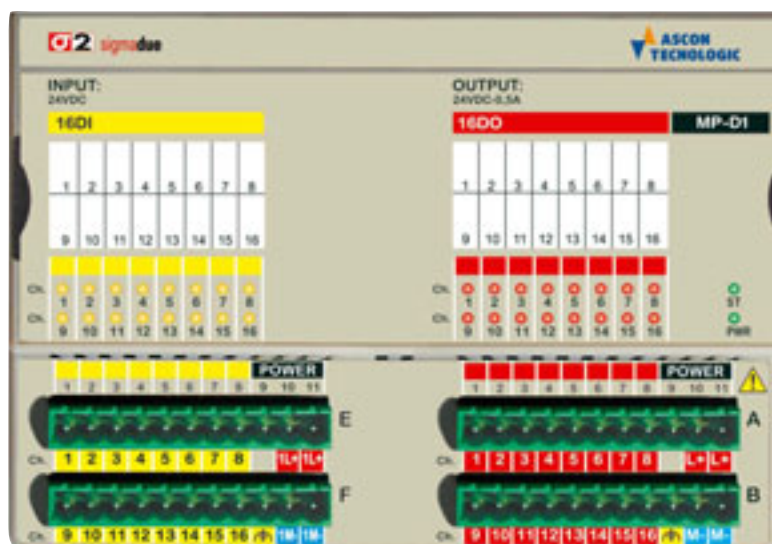 σ2 sigmadue
ASCON TECNOLOGIC
INPUT:
24VDC
16DI
1 2 3 4 5 6 7 8
9 10 11 12 13 14 15 16
Ch. 1 2 3 4 5 6 7 8
Ch. 9 10 11 12 13 14 15 16
OUTPUT:
24VDC-0,5A
16DO MP-D1
1 2 3 4 5 6 7 8
9 10 11 12 13 14 15 16
Ch. 1 2 3 4 5 6 7 8 ST
Ch. 9 10 11 12 13 14 15 16 PWR
POWER
1 2 3 4 5 6 7 8 9 10 11
E
Ch. 1 2 3 4 5 6 7 8 1L+ 1L+
F
Ch. 9 10 11 12 13 14 15 16 1M- 1M-
POWER
1 2 3 4 5 6 7 8 9 10 11
A
Ch. 1 2 3 4 5 6 7 8 L+ L+
B
Ch. 9 10 11 12 13 14 15 16 M- M-